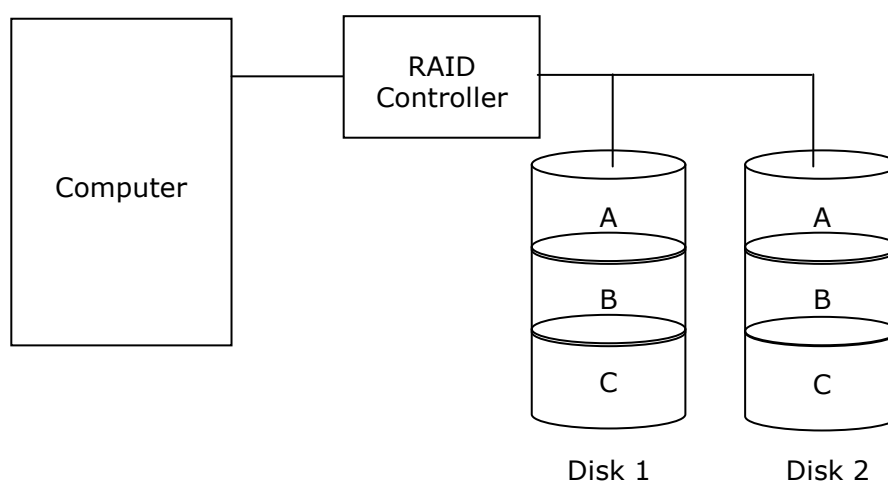 RAID
Controller
Computer
A
A
B
B
C
C
Disk 1
Disk 2